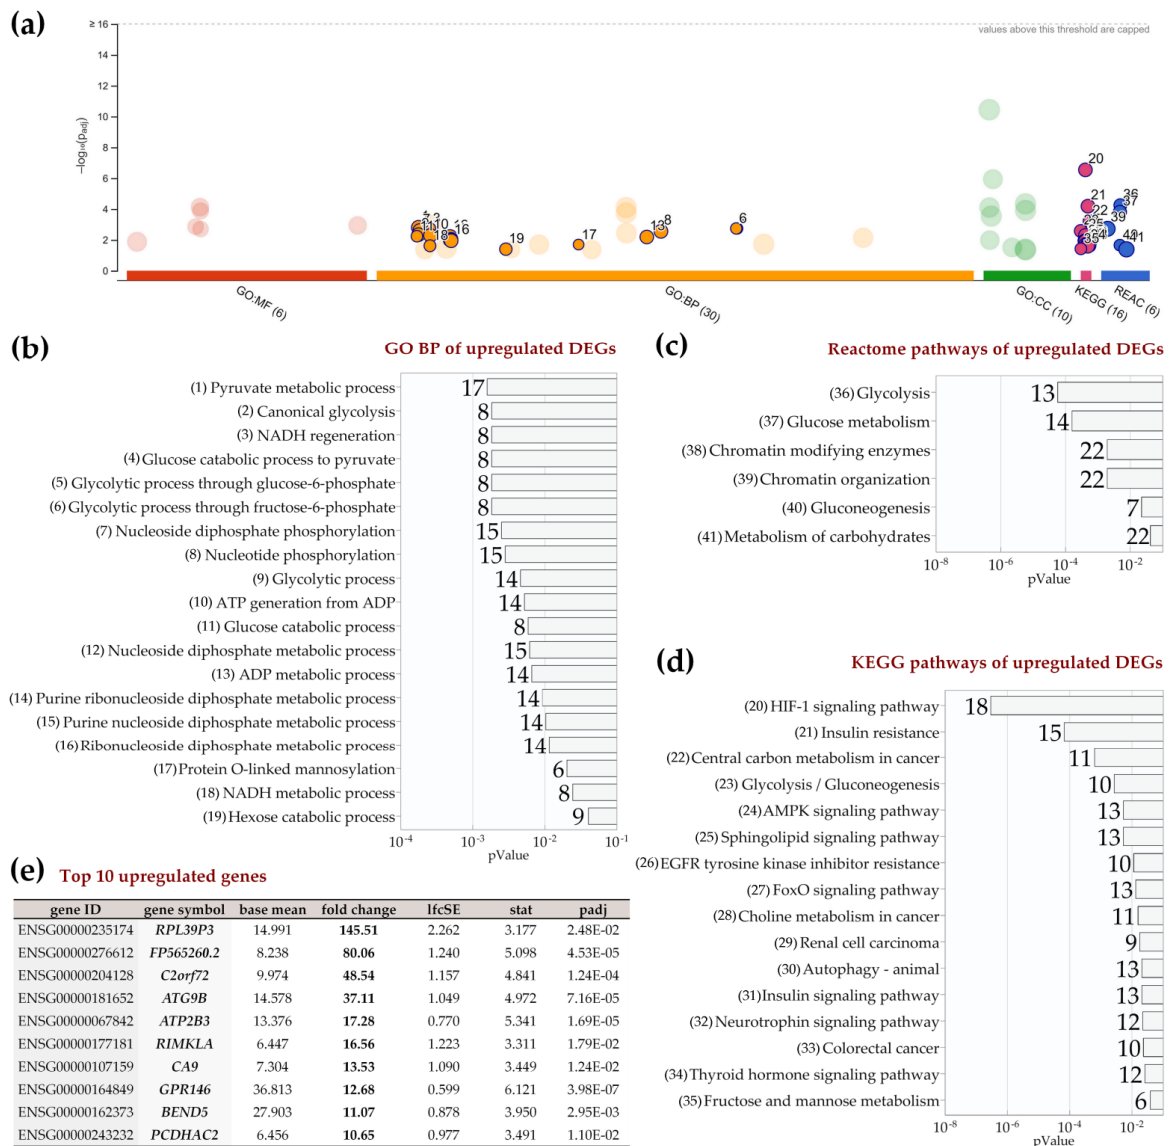 (a)
≥ 16
values above this threshold are capped
14
12
10
8
6
4
2
0
−log₁₀(p_adj)
20
21
22
36
37
39
41
10
18
16
19
17
13
8
6
35
GO:MF (6)
GO:BP (30)
GO:CC (10)
KEGG (16)
REAC (6)
(b)
GO BP of upregulated DEGs
(1) Pyruvate metabolic process 17
(2) Canonical glycolysis 8
(3) NADH regeneration 8
(4) Glucose catabolic process to pyruvate 8
(5) Glycolytic process through glucose-6-phosphate 8
(6) Glycolytic process through fructose-6-phosphate 8
(7) Nucleoside diphosphate phosphorylation 15
(8) Nucleotide phosphorylation 15
(9) Glycolytic process 14
(10) ATP generation from ADP 14
(11) Glucose catabolic process 8
(12) Nucleoside diphosphate metabolic process 15
(13) ADP metabolic process 14
(14) Purine ribonucleoside diphosphate metabolic process 14
(15) Purine nucleoside diphosphate metabolic process 14
(16) Ribonucleoside diphosphate metabolic process 14
(17) Protein O-linked mannosylation 6
(18) NADH metabolic process 8
(19) Hexose catabolic process 9
10⁻⁴ 10⁻³ 10⁻² 10⁻¹
pValue
(c)
Reactome pathways of upregulated DEGs
(36) Glycolysis 13
(37) Glucose metabolism 14
(38) Chromatin modifying enzymes 22
(39) Chromatin organization 22
(40) Gluconeogenesis 7
(41) Metabolism of carbohydrates 22
10⁻⁸ 10⁻⁶ 10⁻⁴ 10⁻²
pValue
(d)
KEGG pathways of upregulated DEGs
(20) HIF-1 signaling pathway 18
(21) Insulin resistance 15
(22) Central carbon metabolism in cancer 11
(23) Glycolysis / Gluconeogenesis 10
(24) AMPK signaling pathway 13
(25) Sphingolipid signaling pathway 13
(26) EGFR tyrosine kinase inhibitor resistance 10
(27) FoxO signaling pathway 13
(28) Choline metabolism in cancer 11
(29) Renal cell carcinoma 9
(30) Autophagy - animal 13
(31) Insulin signaling pathway 13
(32) Neurotrophin signaling pathway 12
(33) Colorectal cancer 10
(34) Thyroid hormone signaling pathway 12
(35) Fructose and mannose metabolism 6
10⁻⁸ 10⁻⁶ 10⁻⁴ 10⁻²
pValue
(e)
Top 10 upregulated genes
gene ID gene symbol base mean fold change lfcSE stat padj
ENSG00000235174 RPL39P3 14.991 145.51 2.262 3.177 2.48E-02
ENSG00000276612 FP565260.2 8.238 80.06 1.240 5.098 4.53E-05
ENSG00000204128 C2orf72 9.974 48.54 1.157 4.841 1.24E-04
ENSG00000181652 ATG9B 14.578 37.11 1.049 4.972 7.16E-05
ENSG00000067842 ATP2B3 13.376 17.28 0.770 5.341 1.69E-05
ENSG00000177181 RIMKLA 6.447 16.56 1.223 3.311 1.79E-02
ENSG00000107159 CA9 7.304 13.53 1.090 3.449 1.24E-02
ENSG00000164849 GPR146 36.813 12.68 0.599 6.121 3.98E-07
ENSG00000162373 BEND5 27.903 11.07 0.878 3.950 2.95E-03
ENSG00000243232 PCDHAC2 6.456 10.65 0.977 3.491 1.10E-02